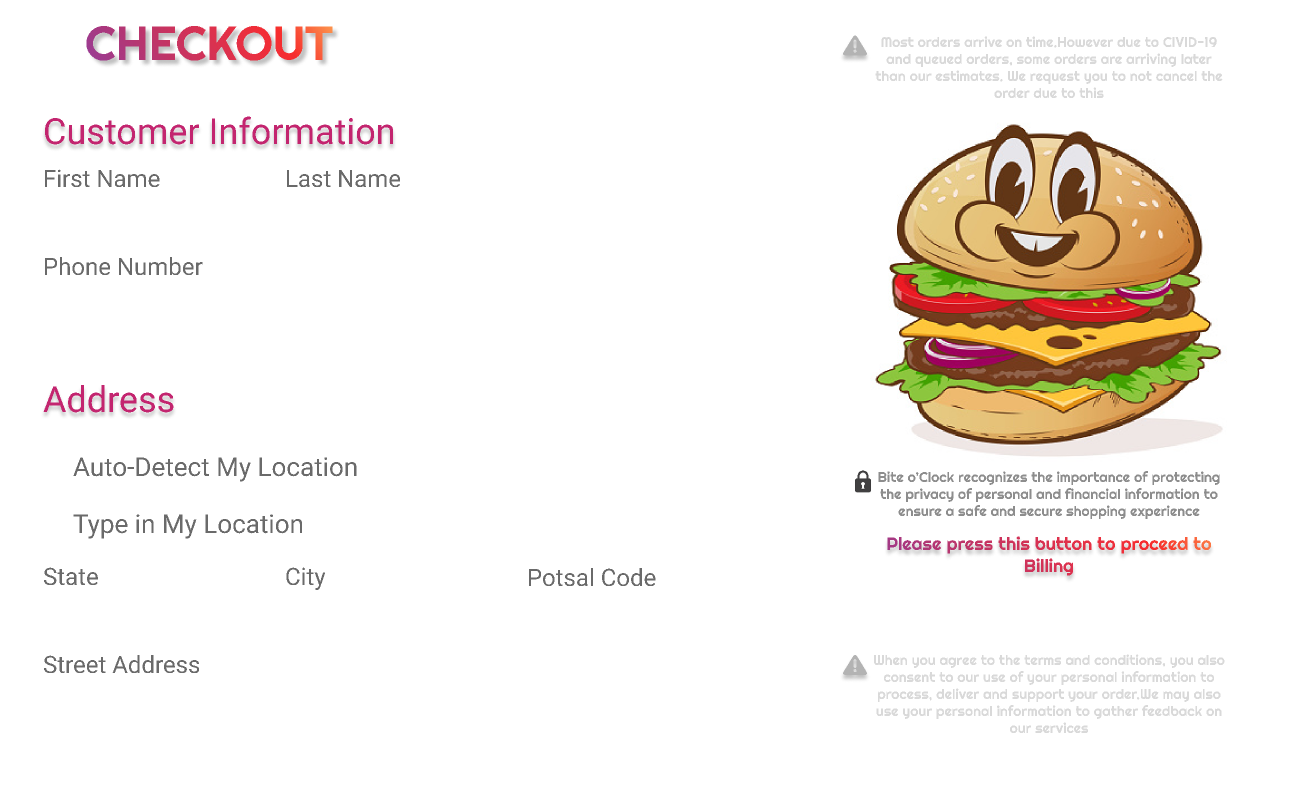 CHECKOUT
Customer Information
First Name
Last Name
Phone Number
Address
Auto-Detect My Location
Type in My Location
State
City
Potsal Code
Street Address
Most orders arrive on time.However due to CIVID-19
and queued orders, some orders are arriving later
than our estimates. We request you to not cancel the
order due to this
Bite o'Clock recognizes the importance of protecting
the privacy of personal and financial information to
ensure a safe and secure shopping experience
Please press this button to proceed to
Billing
When you agree to the terms and conditions, you also
consent to our use of your personal information to
process, deliver and support your order.We may also
use your personal information to gather feedback on
our services